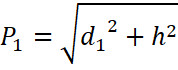 P₁ = √(d₁² + h²)